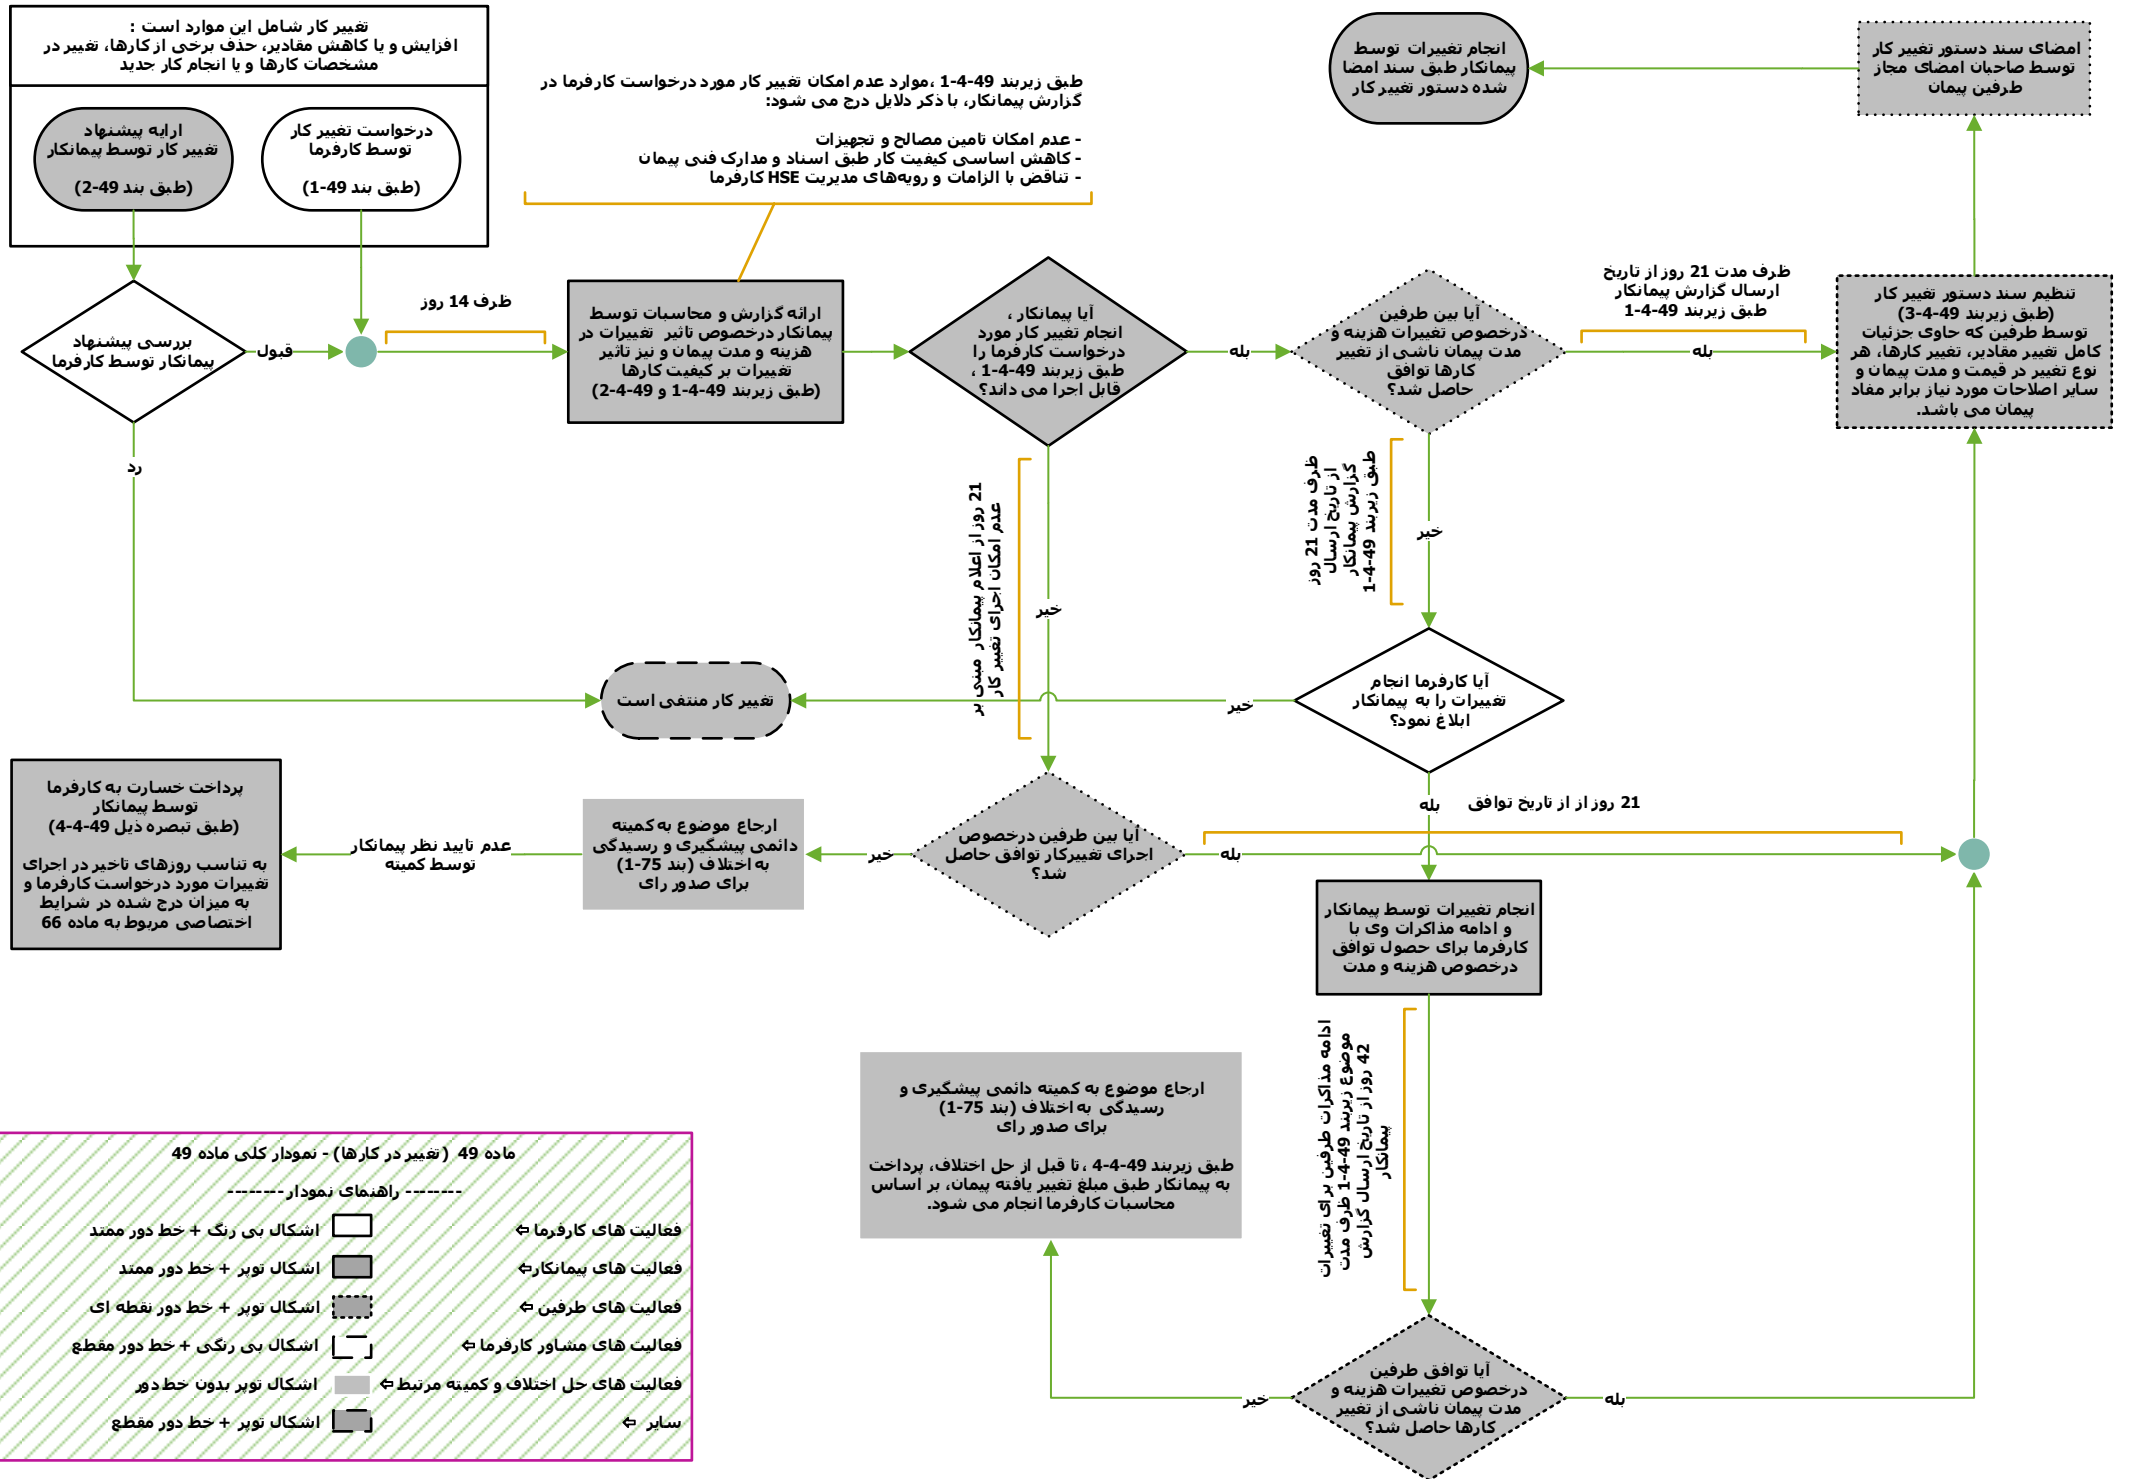 تغییر کار شامل این موارد است :
افزایش و یا کاهش مقادیر، حذف برخی از کارها، تغییر در
مشخصات کارها و یا انجام کار جدید
ارایه پیشنهاد
تغییر کار توسط پیمانکار
(طبق بند 49-2)
درخواست تغییر کار
توسط کارفرما
(طبق بند 49-1)
طبق زیربند 49-4-1 ،موارد عدم امکان تغییر کار مورد درخواست کارفرما در
گزارش پیمانکار، با ذکر دلایل درج می شود:
- عدم امکان تامین مصالح و تجهیزات
- کاهش اساسی کیفیت کار طبق اسناد و مدارک فنی پیمان
- تناقض با الزامات و رویه‌های مدیریت HSE کارفرما
انجام تغییرات توسط
پیمانکار طبق سند امضا
شده دستور تغییر کار
امضای سند دستور تغییر کار
توسط صاحبان امضای مجاز
طرفین پیمان
بررسی پیشنهاد
پیمانکار توسط کارفرما
قبول
رد
ظرف 14 روز
ارائه گزارش و محاسبات توسط
پیمانکار درخصوص تاثیر تغییرات در
هزینه و مدت پیمان و نیز تاثیر
تغییرات بر کیفیت کارها
(طبق زیربند 49-4-1 و 49-4-2)
آیا پیمانکار ،
انجام تغییر کار مورد
درخواست کارفرما را
طبق زیربند 49-4-1 ،
قابل اجرا می داند؟
بله
آیا بین طرفین
درخصوص تغییرات هزینه و
مدت پیمان ناشی از تغییر
کارها توافق
حاصل شد؟
ظرف مدت 21 روز از تاریخ
ارسال گزارش پیمانکار
طبق زیربند 49-4-1
بله
تنظیم سند دستور تغییر کار
(طبق زیربند 49-4-3)
توسط طرفین که حاوی جزئیات
کامل تغییر مقادیر، تغییر کارها، هر
نوع تغییر در قیمت و مدت پیمان و
سایر اصلاحات مورد نیاز برابر مفاد
پیمان می باشد.
21 روز از اعلام پیمانکار مبنی بر
عدم امکان اجرای تغییر کار
خیر
ظرف مدت 21 روز
از تاریخ ارسال
گزارش پیمانکار
طبق زیربند 49-4-1
خیر
تغییر کار منتفی است
خیر
آیا کارفرما انجام
تغییرات را به پیمانکار
ابلاغ نمود؟
بله
21 روز از از تاریخ توافق
پرداخت خسارت به کارفرما
توسط پیمانکار
(طبق تبصره ذیل 49-4-4)
به تناسب روزهای تاخیر در اجرای
تغییرات مورد درخواست کارفرما و
به میزان درج شده در شرایط
اختصاصی مربوط به ماده 66
عدم تایید نظر پیمانکار
توسط کمیته
ارجاع موضوع به کمیته
دائمی پیشگیری و رسیدگی
به اختلاف (بند 75-1)
برای صدور رای
خیر
آیا بین طرفین درخصوص
اجرای تغییرکار توافق حاصل
شد؟
بله
انجام تغییرات توسط پیمانکار
و ادامه مذاکرات وی با
کارفرما برای حصول توافق
درخصوص هزینه و مدت
ادامه مذاکرات طرفین برای تغییرات
موضوع زیربند 49-4-1 ظرف مدت
42 روز از تاریخ ارسال گزارش
پیمانکار
ارجاع موضوع به کمیته دائمی پیشگیری و
رسیدگی به اختلاف (بند 75-1)
برای صدور رای
طبق زیربند 49-4-4 ،تا قبل از حل اختلاف، پرداخت
به پیمانکار طبق مبلغ تغییر یافته پیمان، بر اساس
محاسبات کارفرما انجام می شود.
خیر
آیا توافق طرفین
درخصوص تغییرات هزینه و
مدت پیمان ناشی از تغییر
کارها حاصل شد؟
بله
ماده 49 (تغییر در کارها) - نمودار کلی ماده 49
-------- راهنمای نمودار --------
فعالیت های کارفرما ⇦ اشکال بی رنگ + خط دور ممتد
فعالیت های پیمانکار⇦ اشکال توپر + خط دور ممتد
فعالیت های طرفین ⇦ اشکال توپر + خط دور نقطه ای
فعالیت های مشاور کارفرما ⇦ اشکال بی رنگی + خط دور مقطع
فعالیت های حل اختلاف و کمیته مرتبط ⇦ اشکال توپر بدون خط دور
سایر ⇦ اشکال توپر + خط دور مقطع